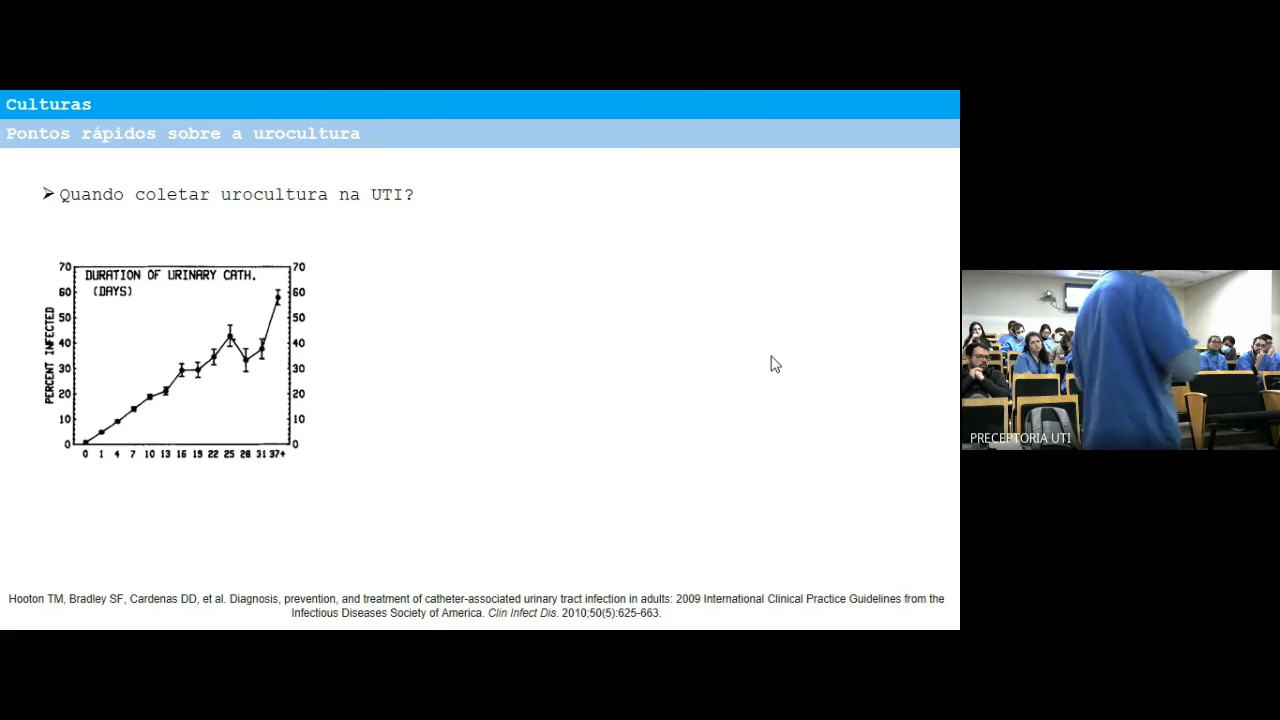 Culturas
Pontos rápidos sobre a urocultura
➢ Quando coletar urocultura na UTI?
DURATION OF URINARY CATH.
(DAYS)
PERCENT INFECTED
70
60
50
40
30
20
10
0
70
60
50
40
30
20
10
0
0 1 4 7 10 13 16 19 22 25 28 31 37+
PRECEPTORIA UTI
Hooton TM, Bradley SF, Cardenas DD, et al. Diagnosis, prevention, and treatment of catheter-associated urinary tract infection in adults: 2009 International Clinical Practice Guidelines from the
Infectious Diseases Society of America. Clin Infect Dis. 2010;50(5):625-663.